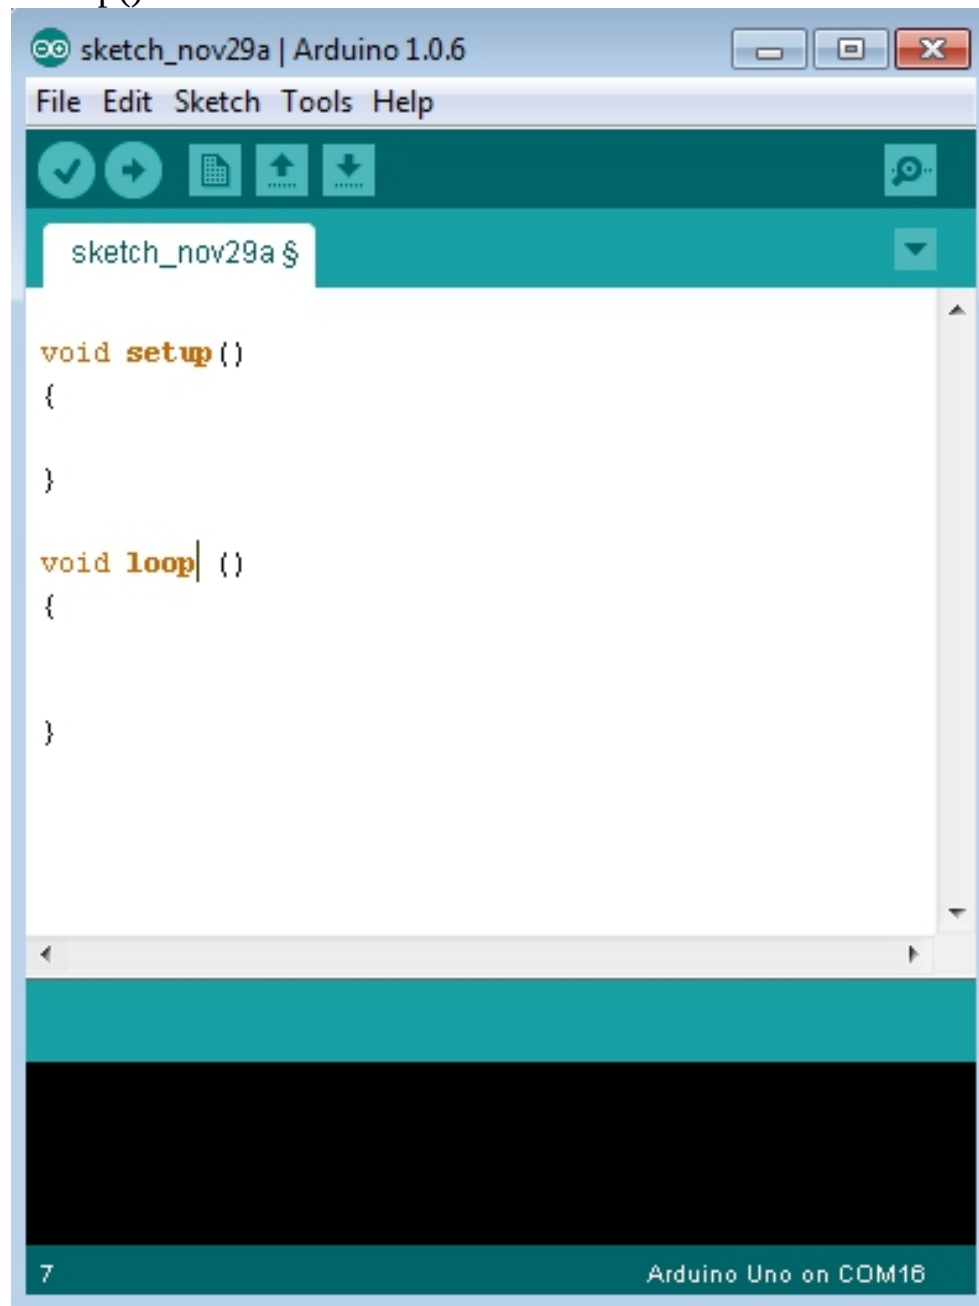 p()
sketch_nov29a | Arduino 1.0.6
File Edit Sketch Tools Help
sketch_nov29a §
void setup()
{
}
void loop ()
{
}
7 Arduino Uno on COM16